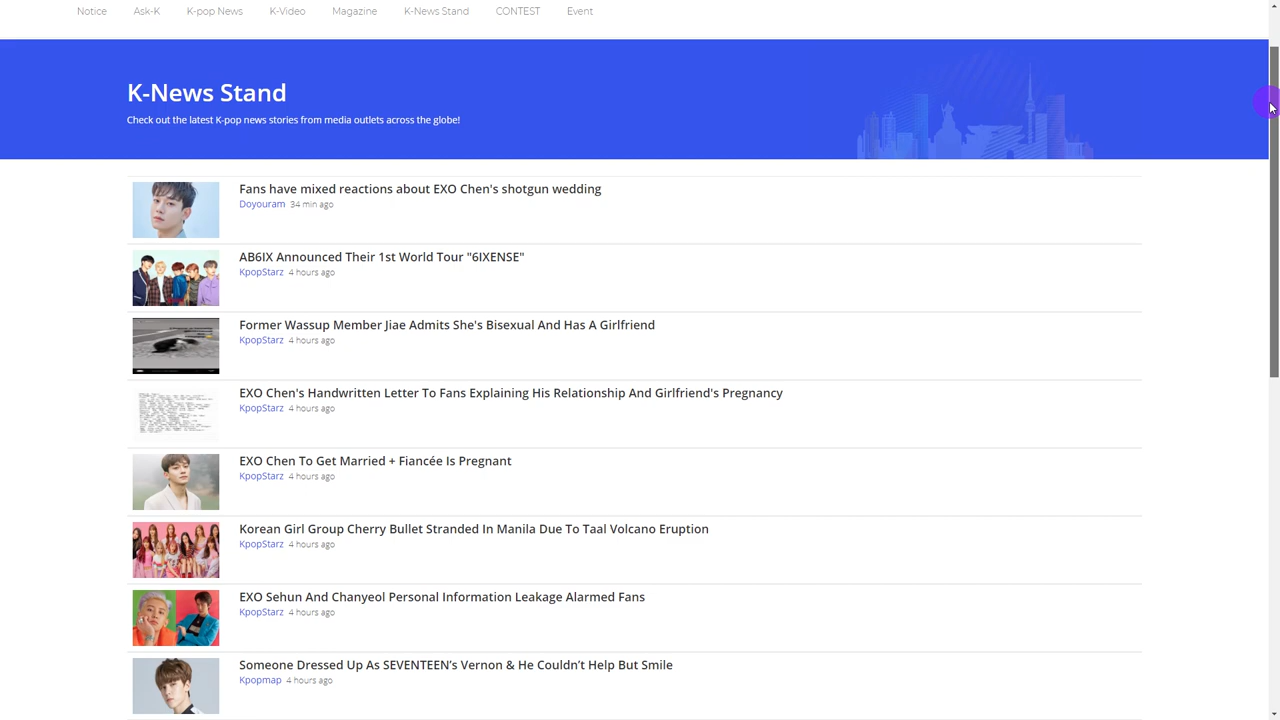 Notice Ask-K K-pop News K-Video Magazine K-News Stand CONTEST Event
K-News Stand
Check out the latest K-pop news stories from media outlets across the globe!
Fans have mixed reactions about EXO Chen's shotgun wedding
Doyouram 34 min ago
AB6IX Announced Their 1st World Tour "6IXENSE"
KpopStarz 4 hours ago
Former Wassup Member Jiae Admits She's Bisexual And Has A Girlfriend
KpopStarz 4 hours ago
EXO Chen's Handwritten Letter To Fans Explaining His Relationship And Girlfriend's Pregnancy
KpopStarz 4 hours ago
EXO Chen To Get Married + Fiancée Is Pregnant
KpopStarz 4 hours ago
Korean Girl Group Cherry Bullet Stranded In Manila Due To Taal Volcano Eruption
KpopStarz 4 hours ago
EXO Sehun And Chanyeol Personal Information Leakage Alarmed Fans
KpopStarz 4 hours ago
Someone Dressed Up As SEVENTEEN’s Vernon & He Couldn’t Help But Smile
Kpopmap 4 hours ago